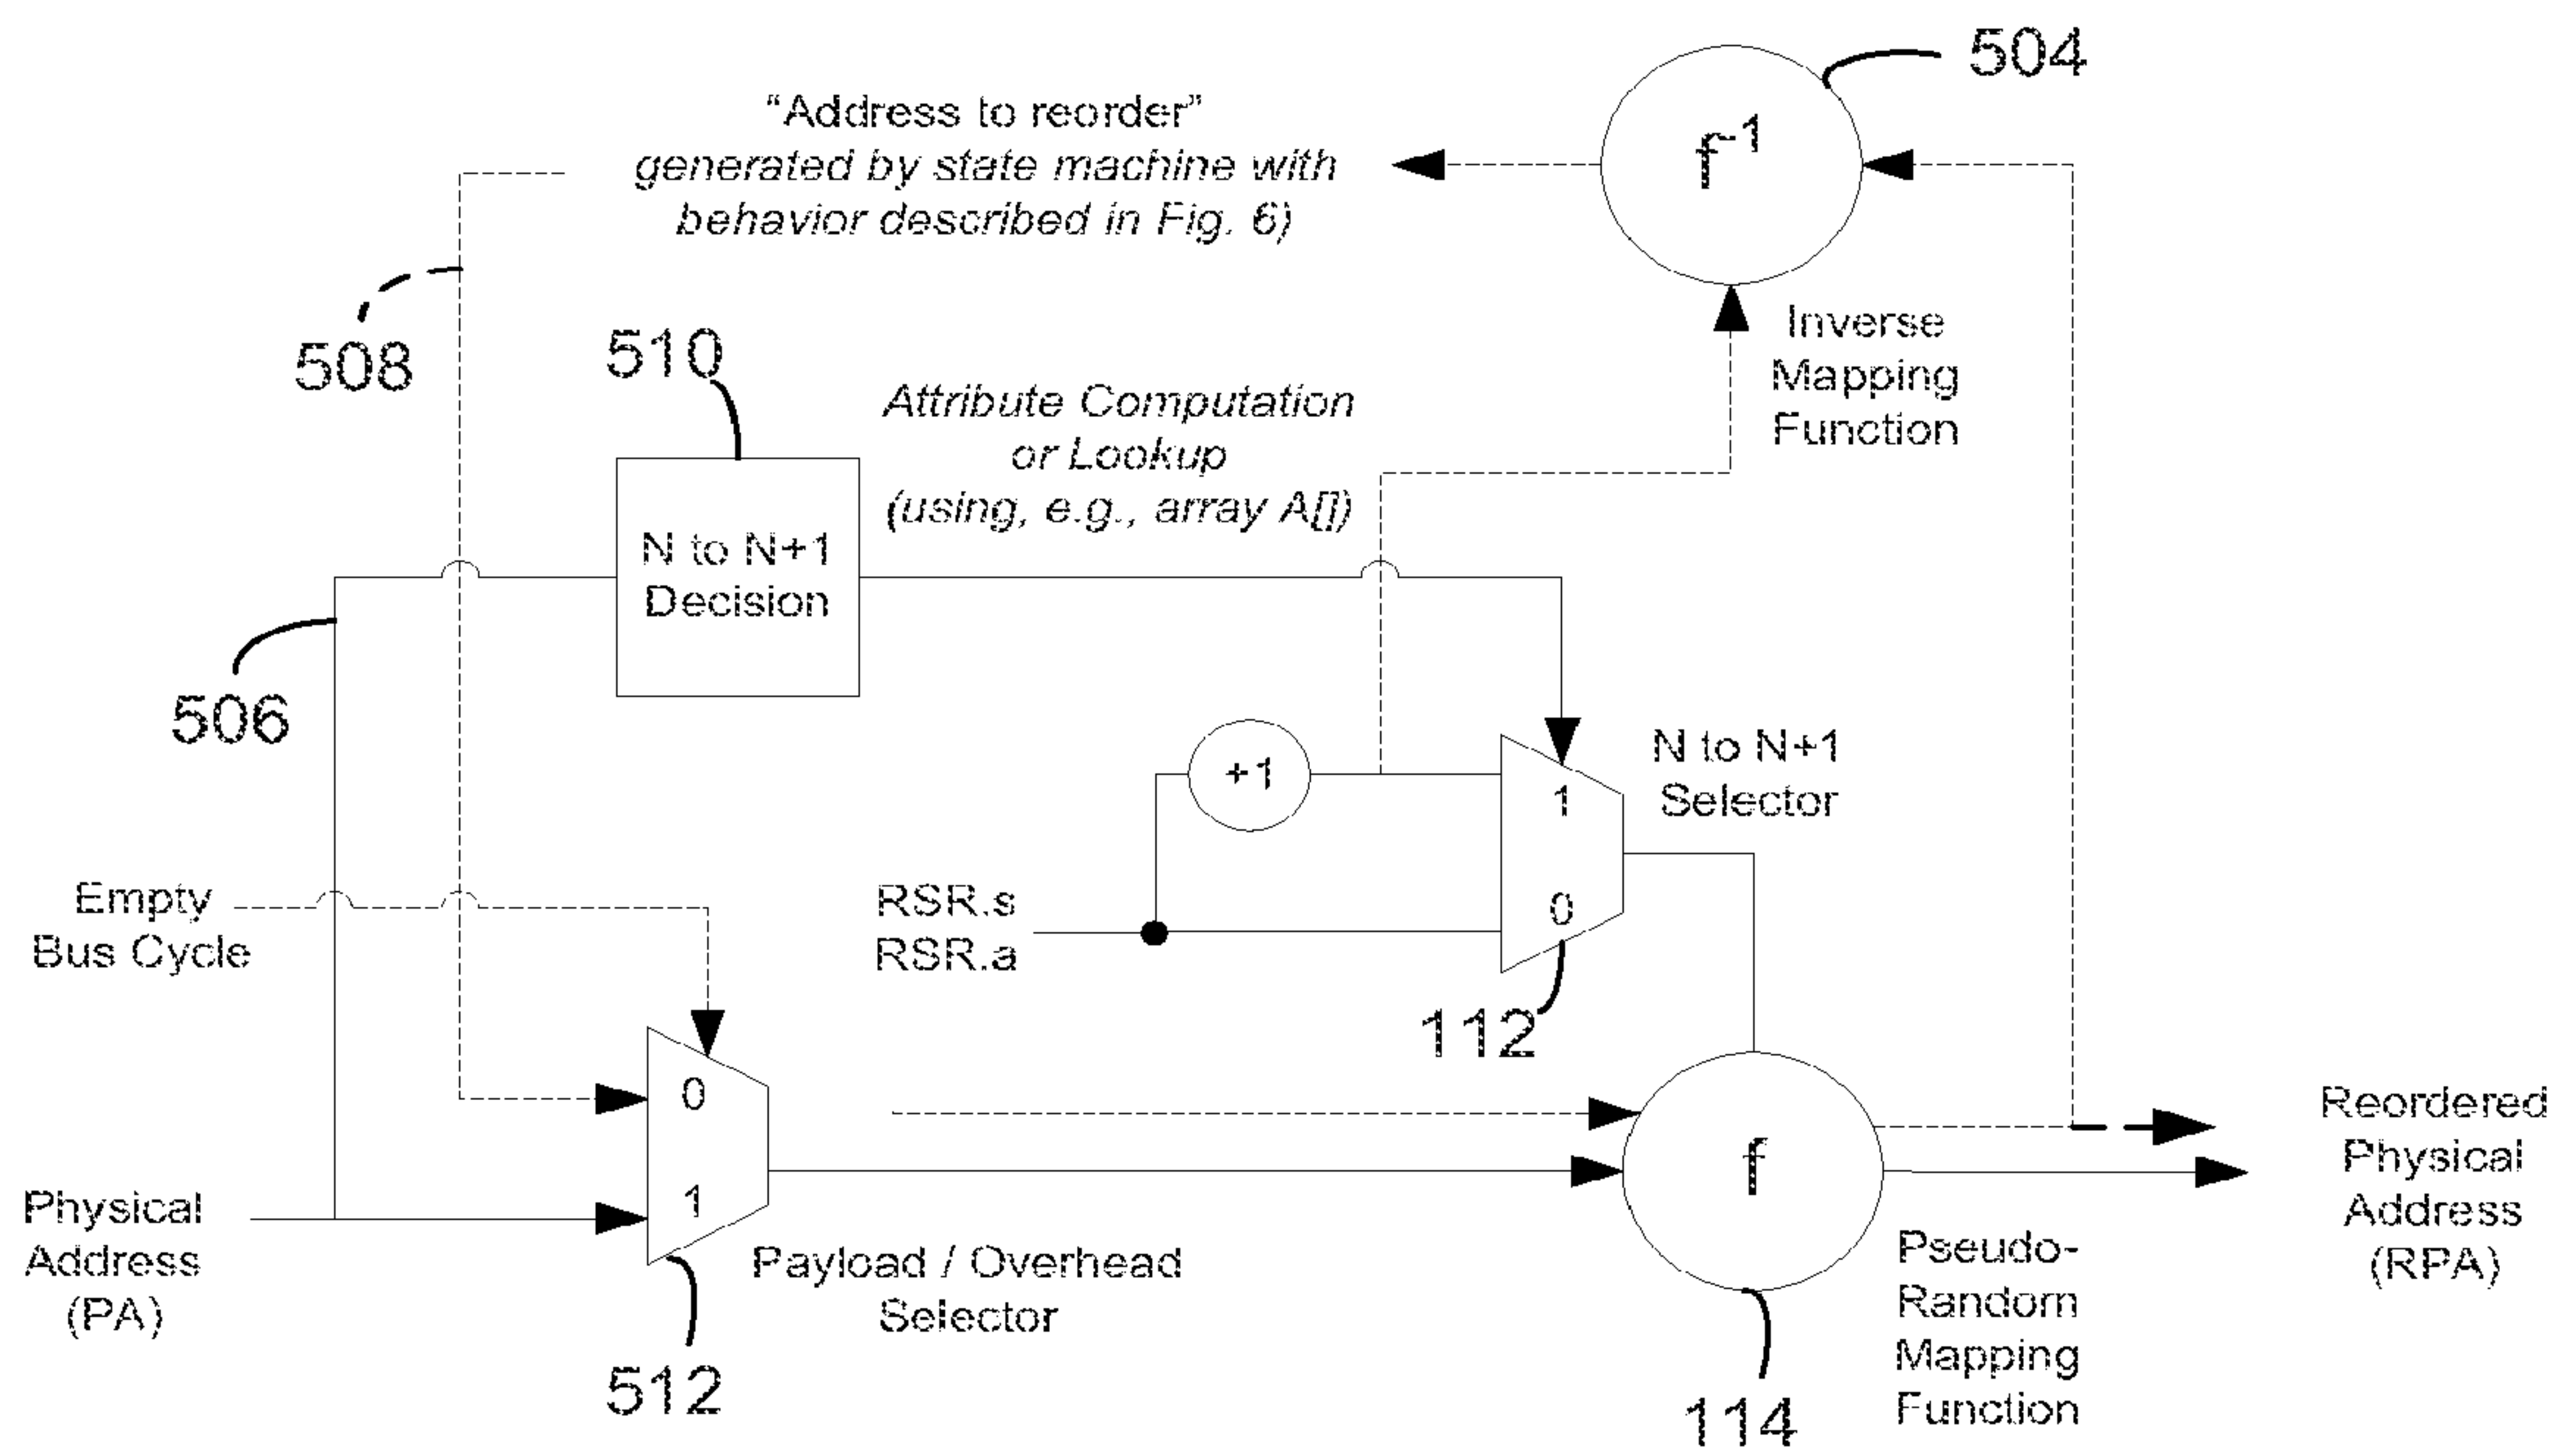 504
“Address to reorder”
generated by state machine with
behavior described in Fig. 6)
f-1
508
510
Inverse
Mapping
Function
Attribute Computation
or Lookup
(using, e.g., array A[])
N to N+1
Decision
506
+1
N to N+1
Selector
1
0
RSR.s
RSR.a
Empty
Bus Cycle
112
0
1
Physical
Address
(PA)
Payload / Overhead
Selector
512
f
Pseudo-
Random
Mapping
Function
114
Reordered
Physical
Address
(RPA)